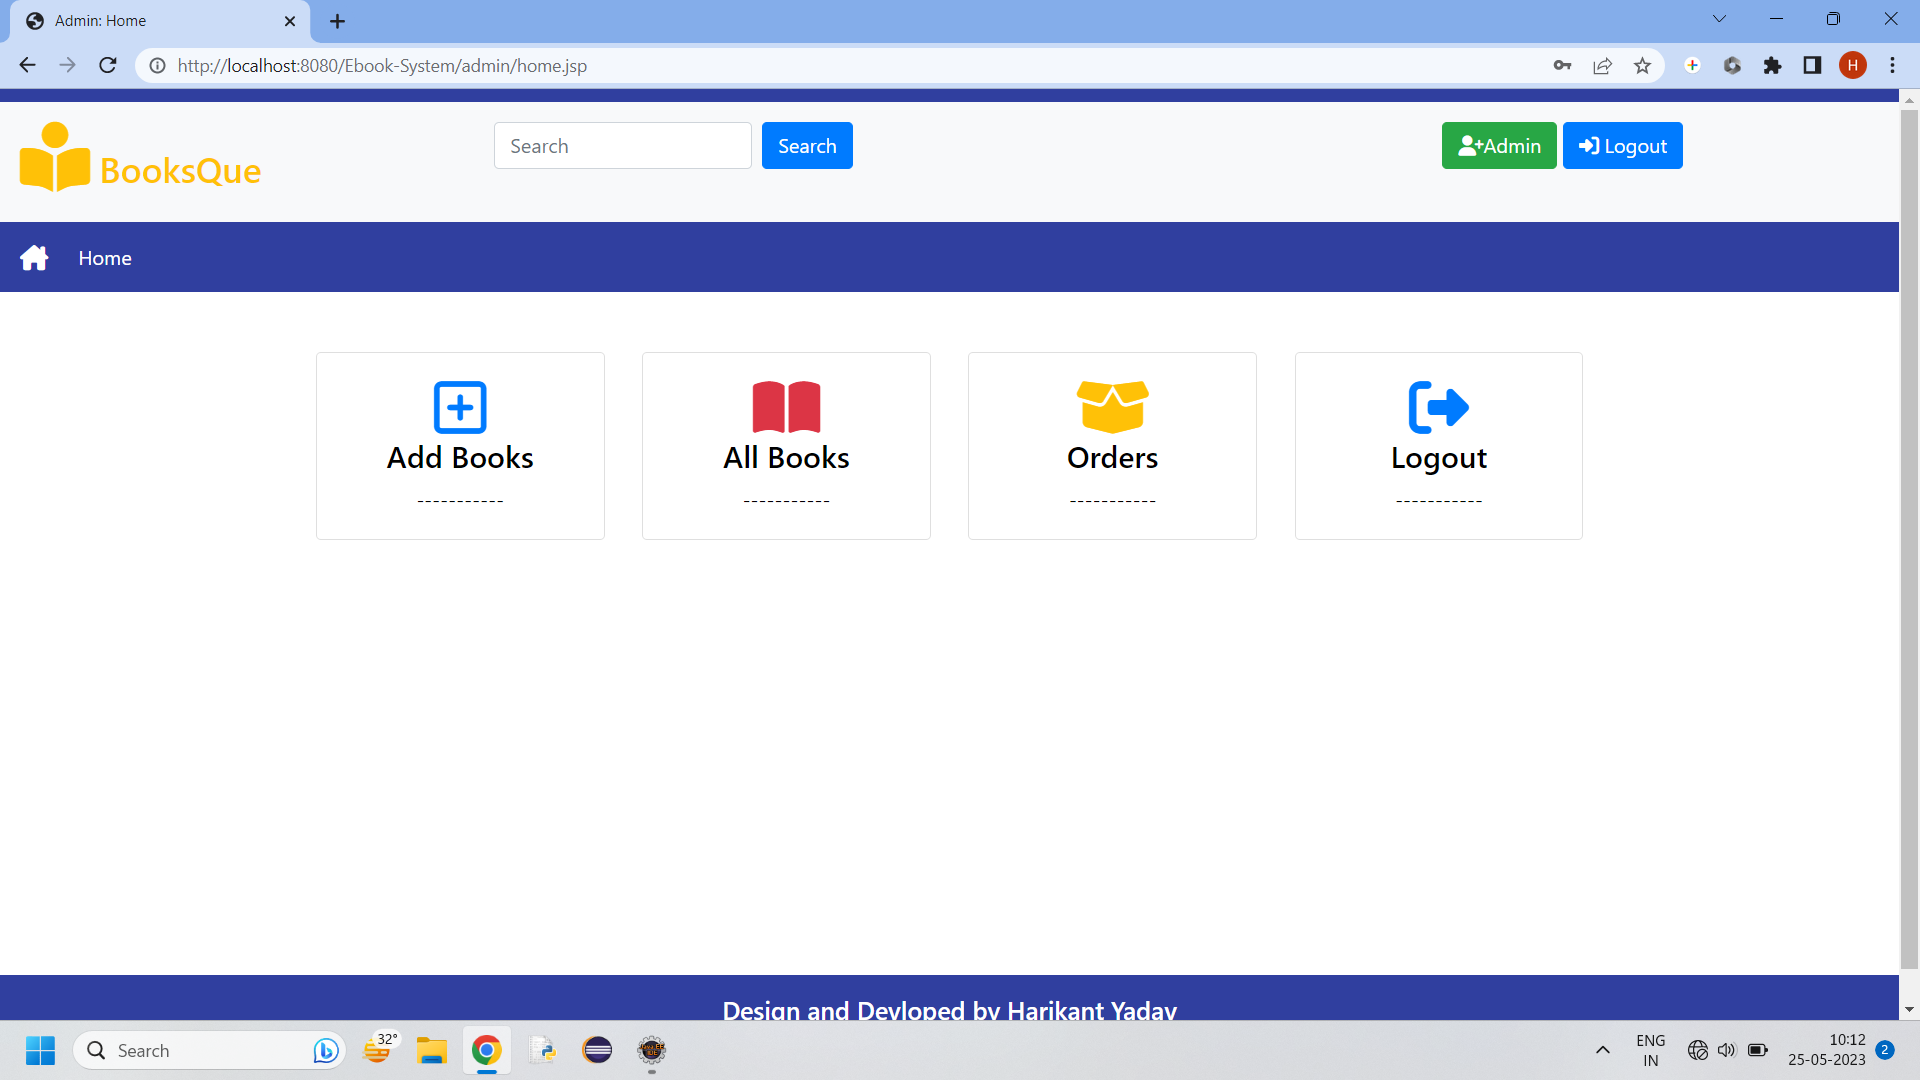 Admin: Home
http://localhost:8080/Ebook-System/admin/home.jsp
H
BooksQue
Search
Search
Admin
Logout
Home
Add Books
All Books
Orders
Logout
-----------
-----------
-----------
-----------
Design and Devloped by Harikant Yadav
Search
32°
ENG
IN
10:12
25-05-2023
2